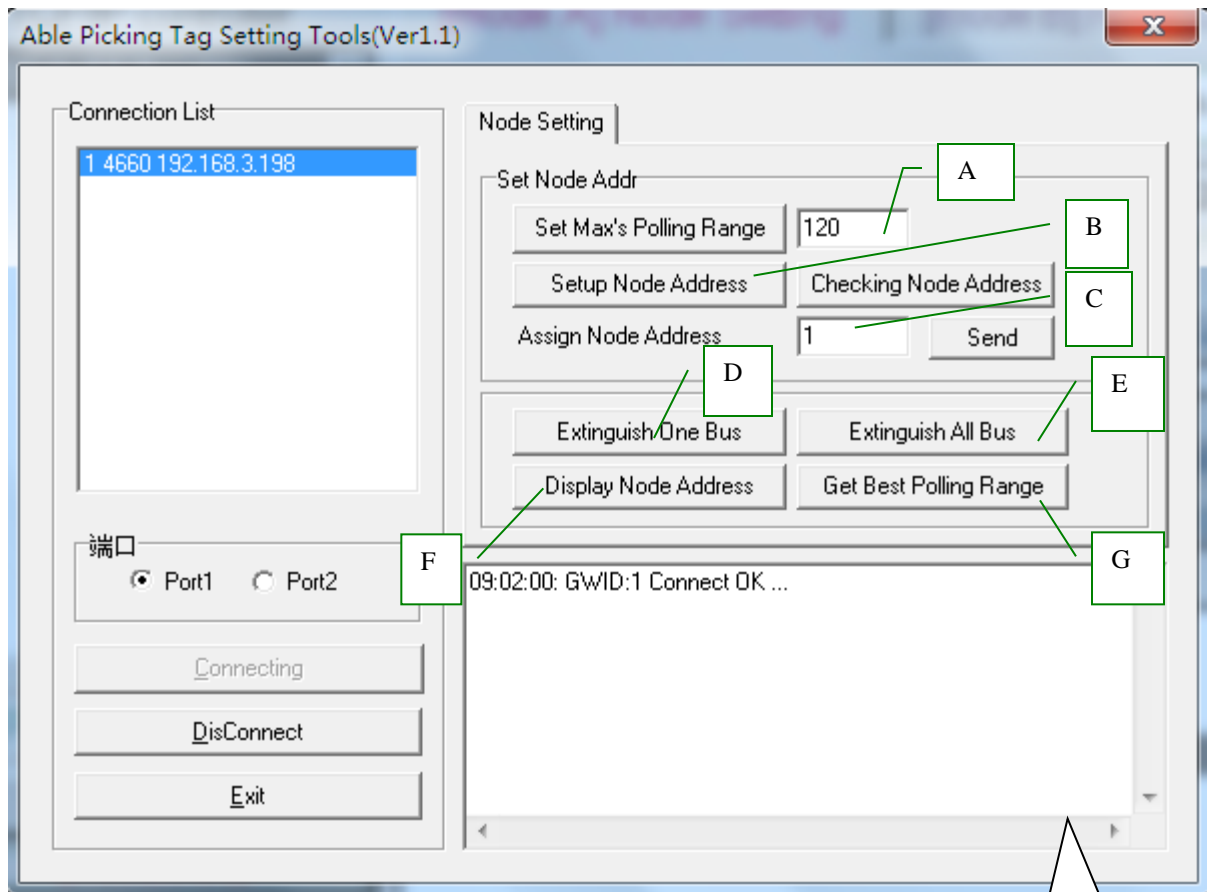 Able Picking Tag Setting Tools(Ver1.1)
Connection List
1 4660 192.168.3.198
端口
Port1 Port2
Connecting
DisConnect
Exit
Node Setting
Set Node Addr
A
Set Max's Polling Range 120
B
Setup Node Address Checking Node Address
C
Assign Node Address 1 Send
D
E
Extinguish One Bus Extinguish All Bus
Display Node Address Get Best Polling Range
F
G
09:02:00: GWID:1 Connect OK ...